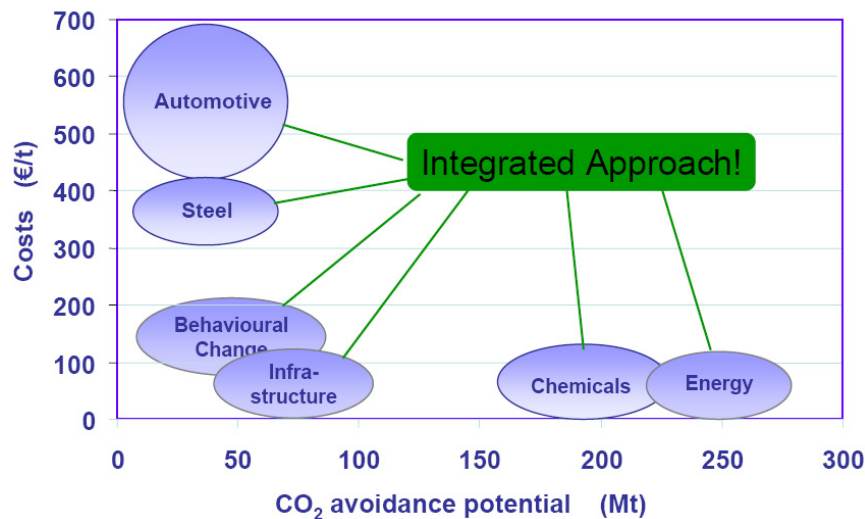 700
600
500
400
300
200
100
0
Costs (€/t)
Automotive
Integrated Approach!
Steel
Behavioural
Change
Infra-
structure
Chemicals
Energy
0 50 100 150 200 250 300
CO₂ avoidance potential (Mt)